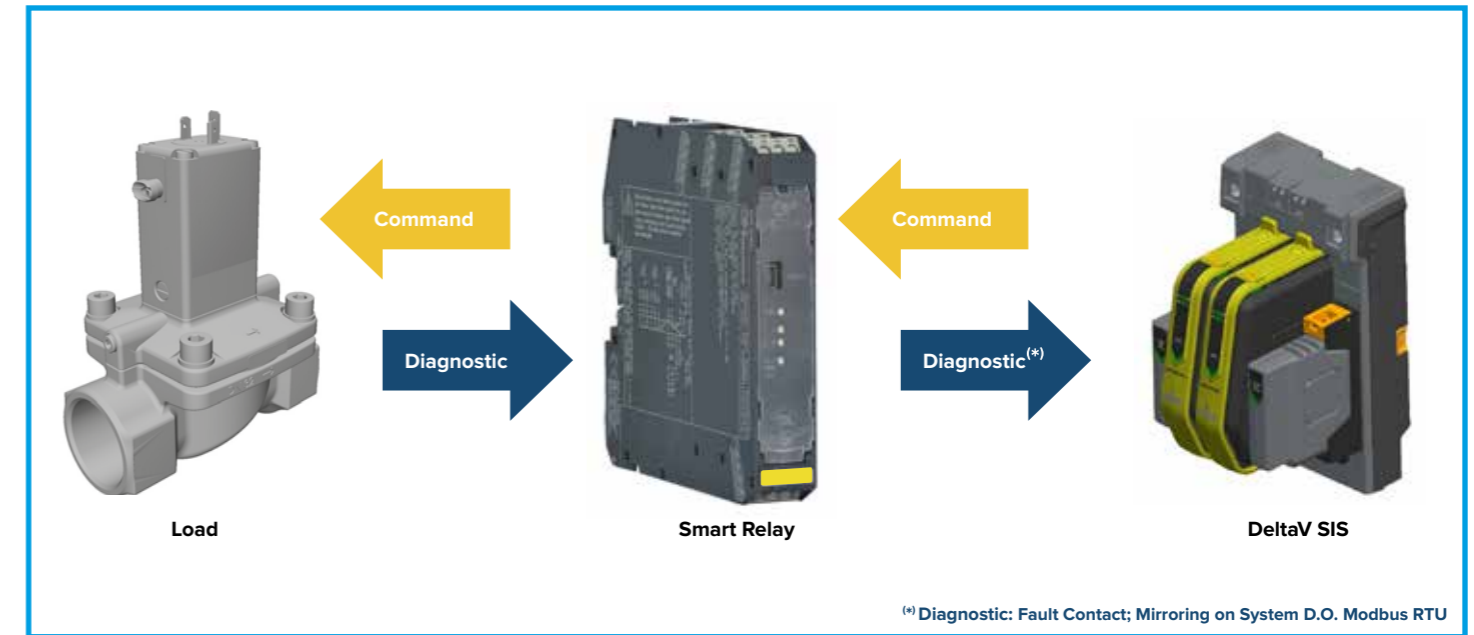 Command
Command
Diagnostic
Diagnostic(*)
Load
Smart Relay
DeltaV SIS
(*) Diagnostic: Fault Contact; Mirroring on System D.O. Modbus RTU